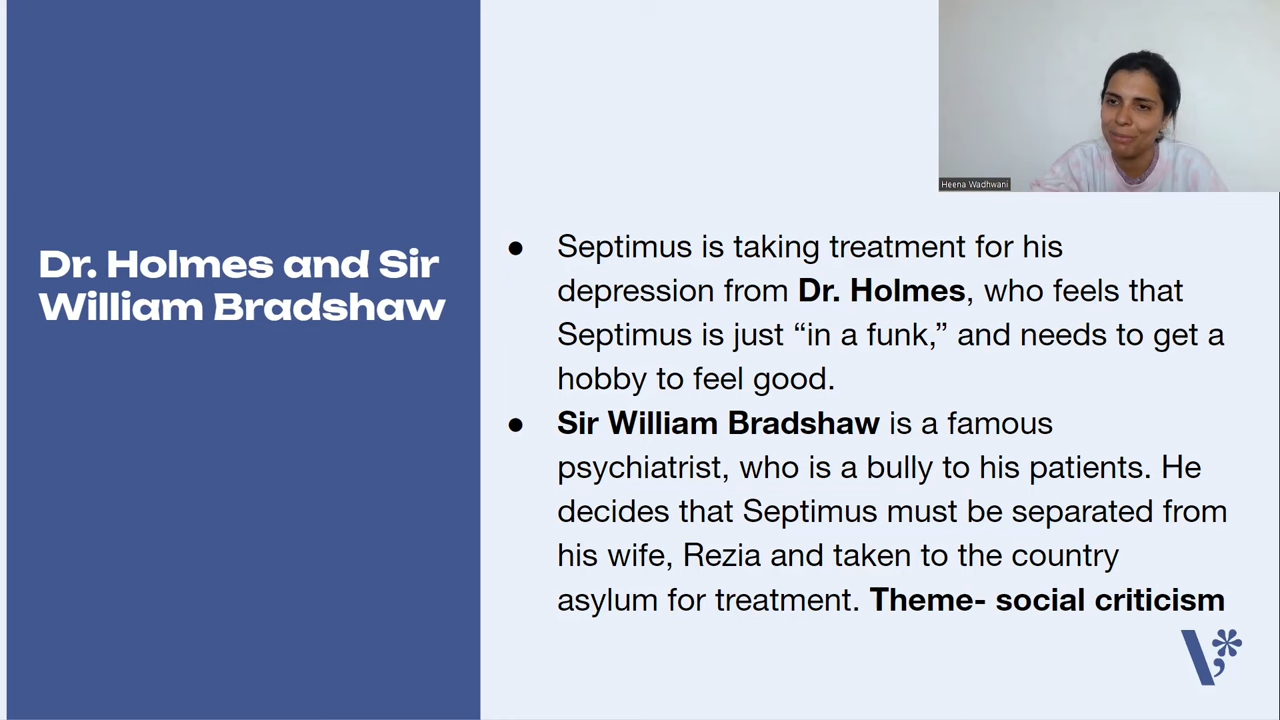 Heena Wadhwani
Dr. Holmes and Sir
William Bradshaw
● Septimus is taking treatment for his
depression from Dr. Holmes, who feels that
Septimus is just “in a funk,” and needs to get a
hobby to feel good.
● Sir William Bradshaw is a famous
psychiatrist, who is a bully to his patients. He
decides that Septimus must be separated from
his wife, Rezia and taken to the country
asylum for treatment. Theme- social criticism